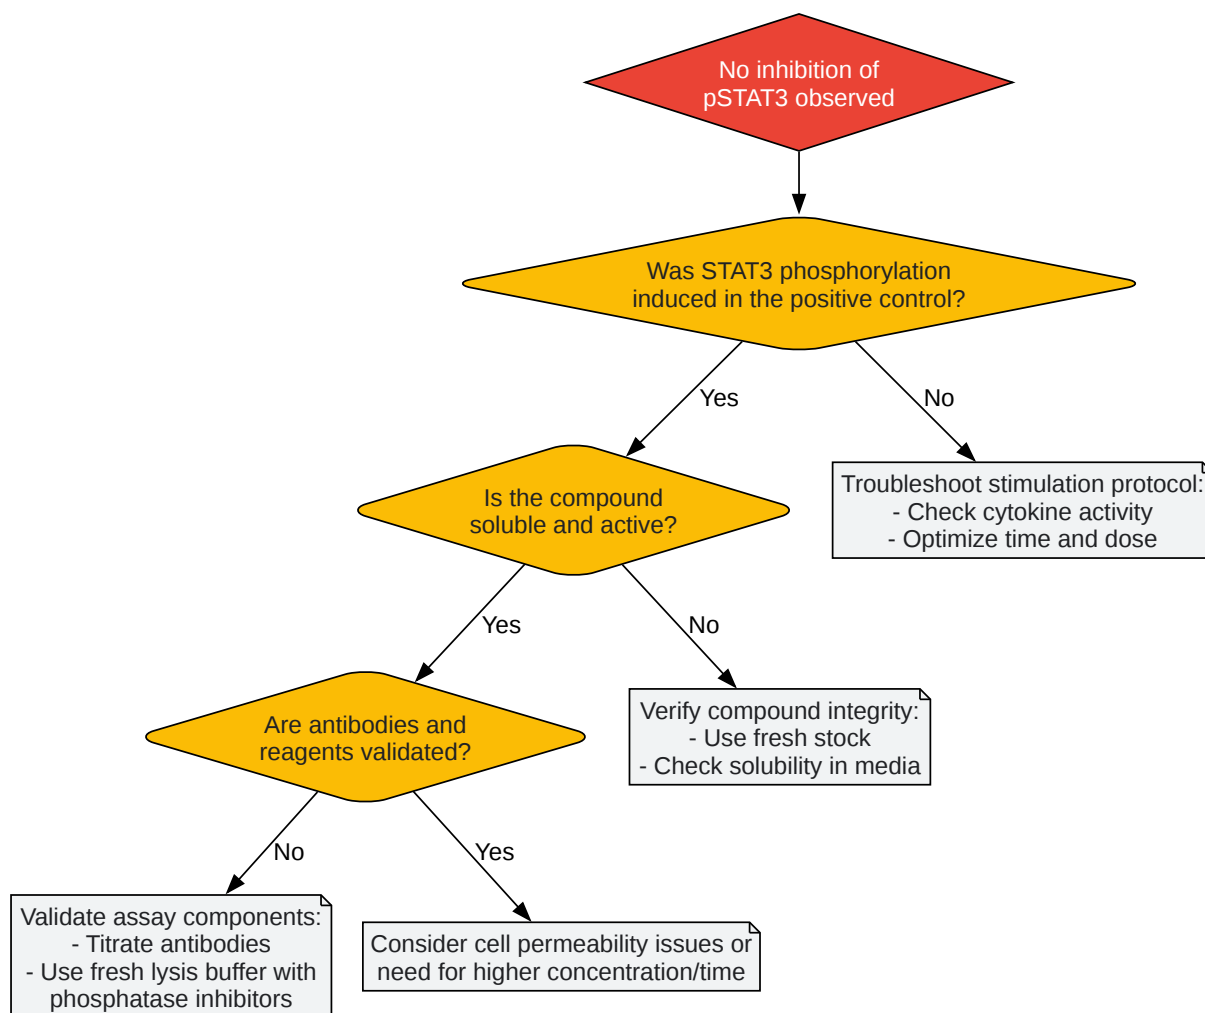 No inhibition of
pSTAT3 observed
Was STAT3 phosphorylation
induced in the positive control?
Yes
No
Is the compound
soluble and active?
Troubleshoot stimulation protocol:
- Check cytokine activity
- Optimize time and dose
Yes
No
Are antibodies and
reagents validated?
Verify compound integrity:
- Use fresh stock
- Check solubility in media
No
Yes
Validate assay components:
- Titrate antibodies
- Use fresh lysis buffer with
phosphatase inhibitors
Consider cell permeability issues or
need for higher concentration/time